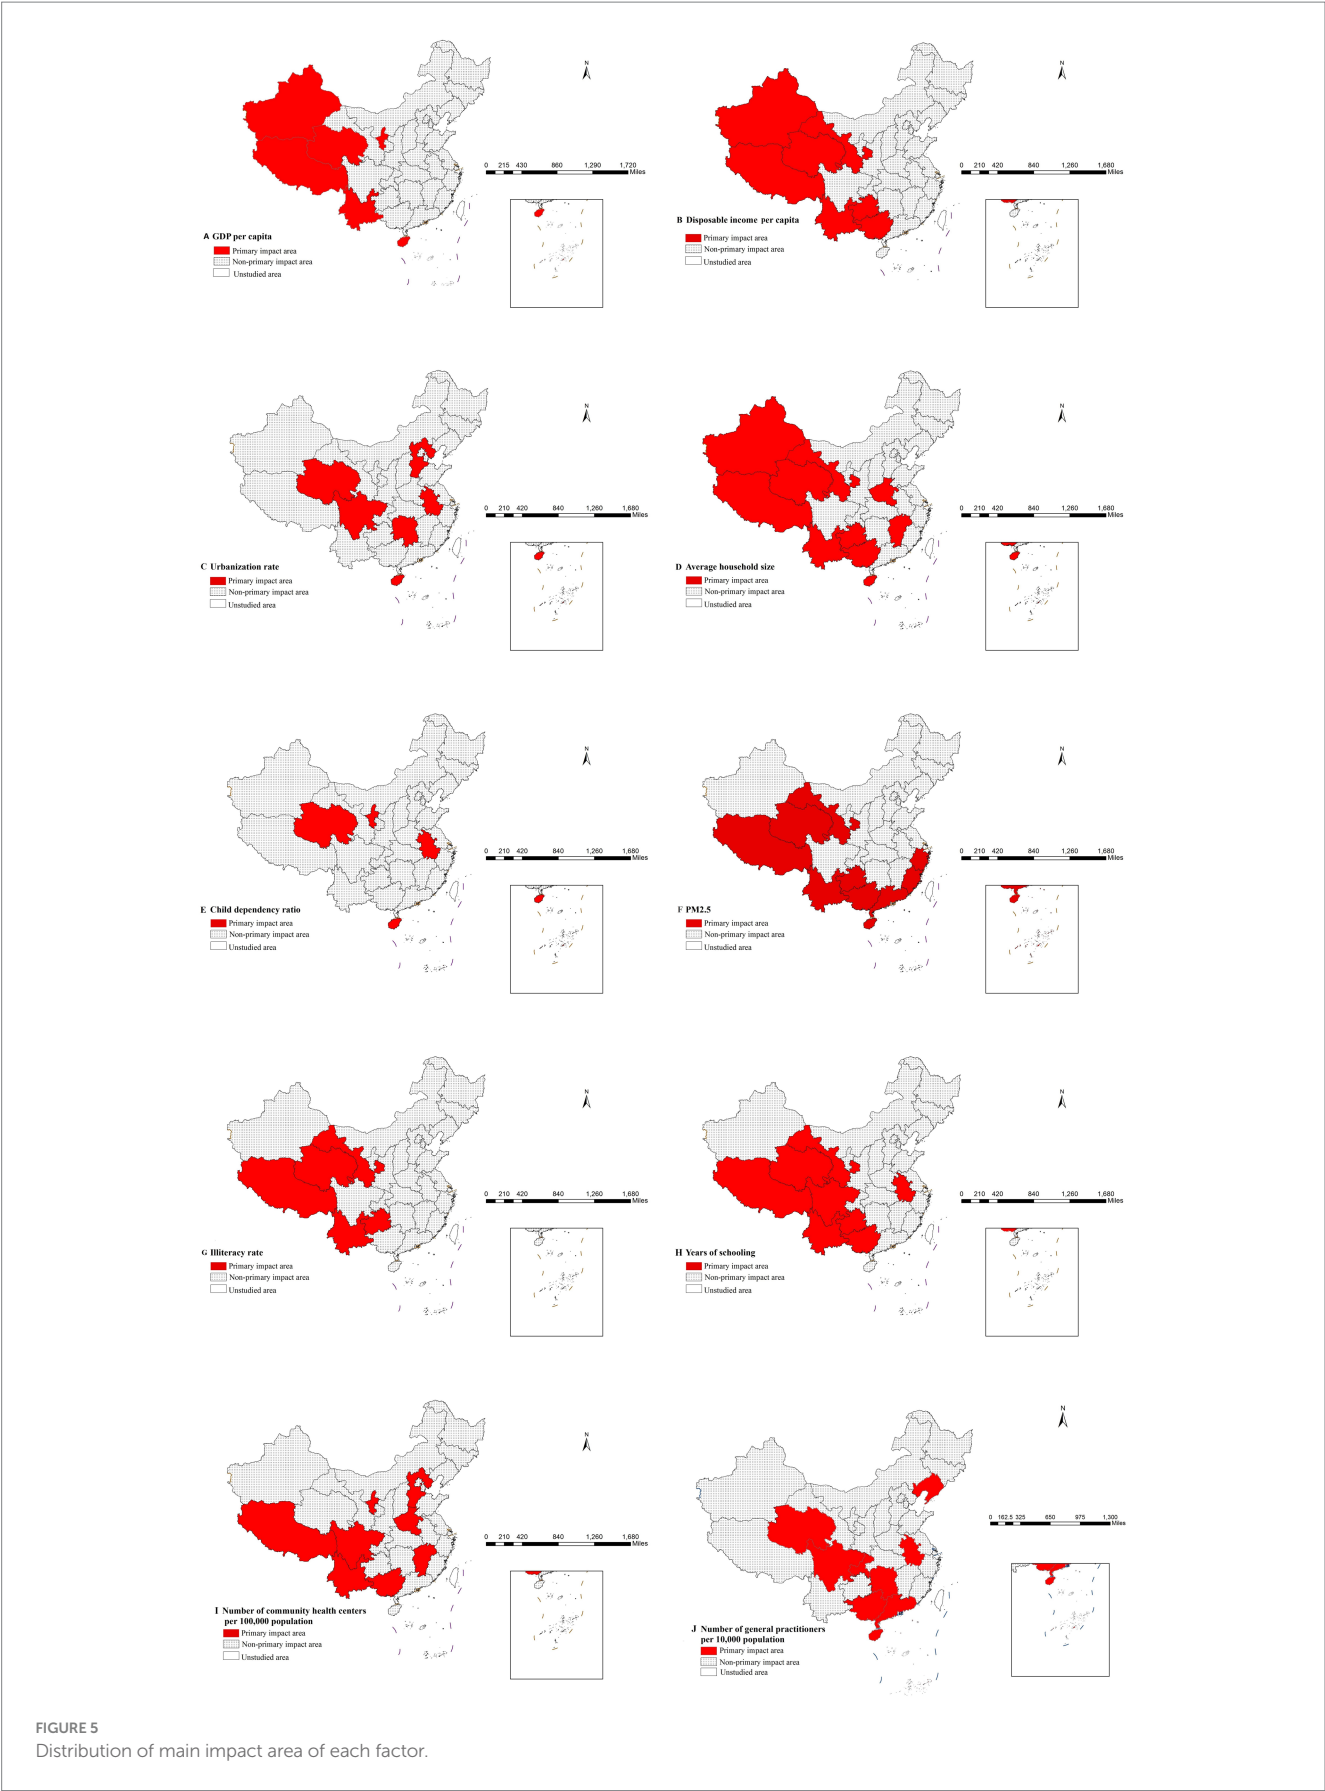 N
0 215 430 860 1,290 1,720
Miles
A GDP per capita
Primary impact area
Non-primary impact area
Unstudied area
N
0 210 420 840 1,260 1,680
Miles
B Disposable income per capita
Primary impact area
Non-primary impact area
Unstudied area
N
0 210 420 840 1,260 1,680
Miles
C Urbanization rate
Primary impact area
Non-primary impact area
Unstudied area
N
0 210 420 840 1,260 1,680
Miles
D Average household size
Primary impact area
Non-primary impact area
Unstudied area
N
0 210 420 840 1,260 1,680
Miles
E Child dependency ratio
Primary impact area
Non-primary impact area
Unstudied area
N
0 210 420 840 1,260 1,680
Miles
F PM2.5
Primary impact area
Non-primary impact area
Unstudied area
N
0 210 420 840 1,260 1,680
Miles
G Illiteracy rate
Primary impact area
Non-primary impact area
Unstudied area
N
0 210 420 840 1,260 1,680
Miles
H Years of schooling
Primary impact area
Non-primary impact area
Unstudied area
N
0 210 420 840 1,260 1,680
Miles
I Number of community health centers
per 100,000 population
Primary impact area
Non-primary impact area
Unstudied area
N
0 162.5 325 650 975 1,300
Miles
J Number of general practitioners
per 10,000 population
Primary impact area
Non-primary impact area
Unstudied area
FIGURE 5
Distribution of main impact area of each factor.